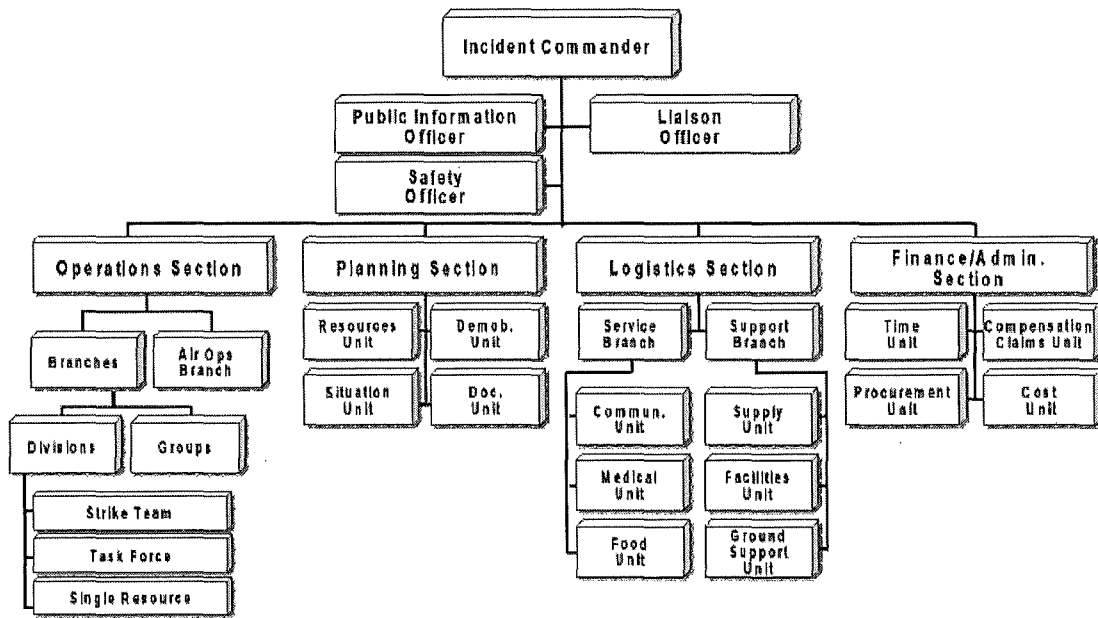 Incident Commander
Public Information
Officer
Liaison
Officer
Safety
Officer
Operations Section
Planning Section
Logistics Section
Finance/Admin.
Section
Branches
Air Ops
Branch
Divisions
Groups
Strike Team
Task Force
Single Resource
Resources
Unit
Demob.
Unit
Situation
Unit
Doc.
Unit
Service
Branch
Support
Branch
Commun.
Unit
Supply
Unit
Medical
Unit
Facilities
Unit
Food
Unit
Ground
Support
Unit
Time
Unit
Compensation
Claims Unit
Procurement
Unit
Cost
Unit